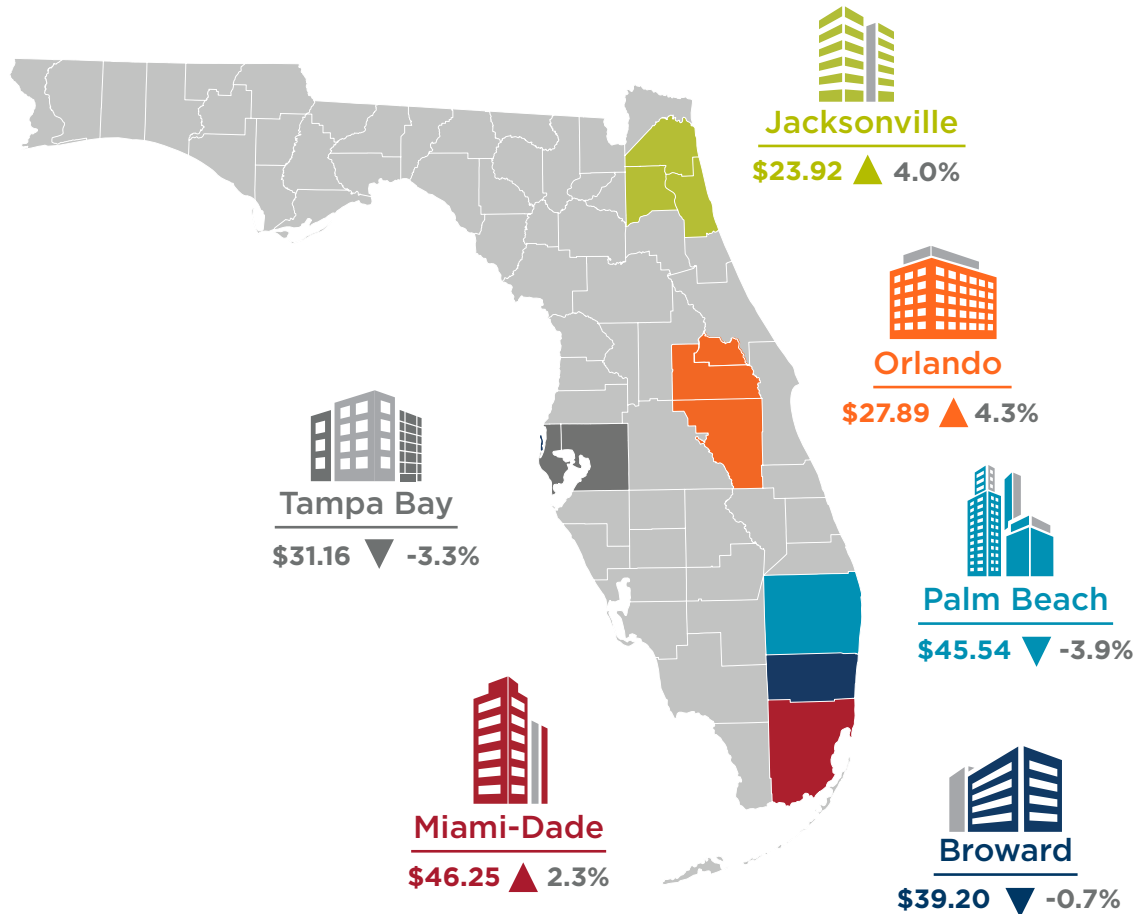 Jacksonville
$23.92 ▲ 4.0%
Orlando
$27.89 ▲ 4.3%
Tampa Bay
$31.16 ▼ -3.3%
Palm Beach
$45.54 ▼ -3.9%
Miami-Dade
$46.25 ▲ 2.3%
Broward
$39.20 ▼ -0.7%